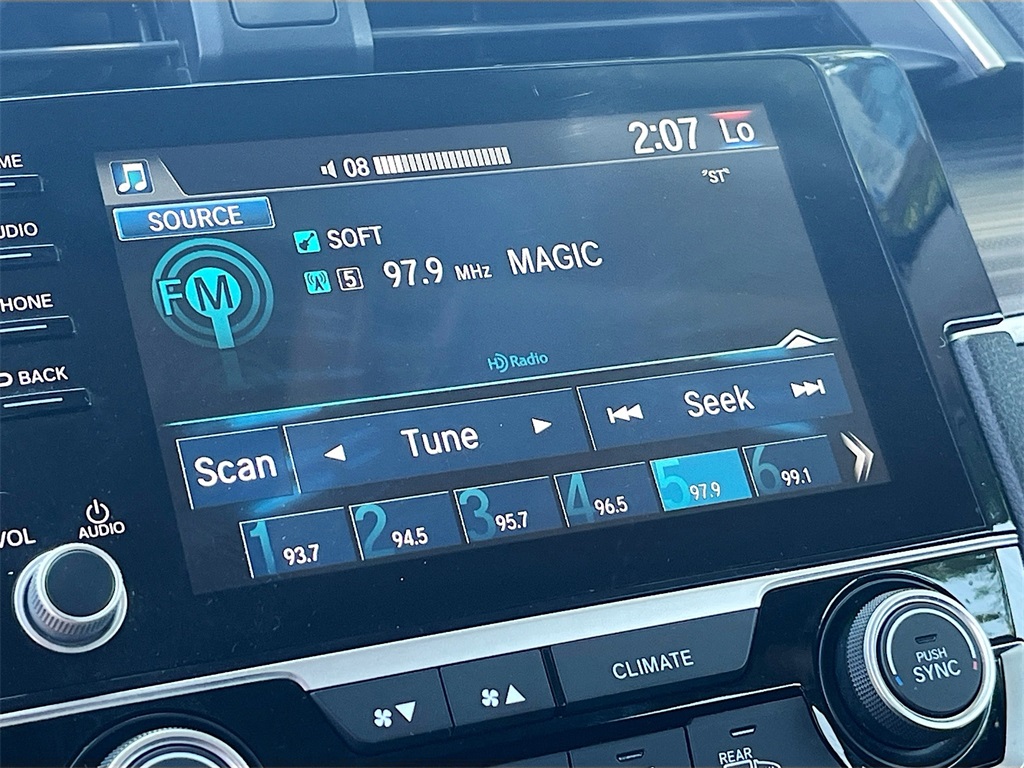 08
2:07 Lo
"ST"
SOURCE
SOFT
FM
5 97.9 MHz MAGIC
HD Radio
Scan
Tune
Seek
1 93.7
2 94.5
3 95.7
4 96.5
5 97.9
6 99.1
ME
UDIO
HONE
BACK
VOL
AUDIO
CLIMATE
PUSH
SYNC
REAR